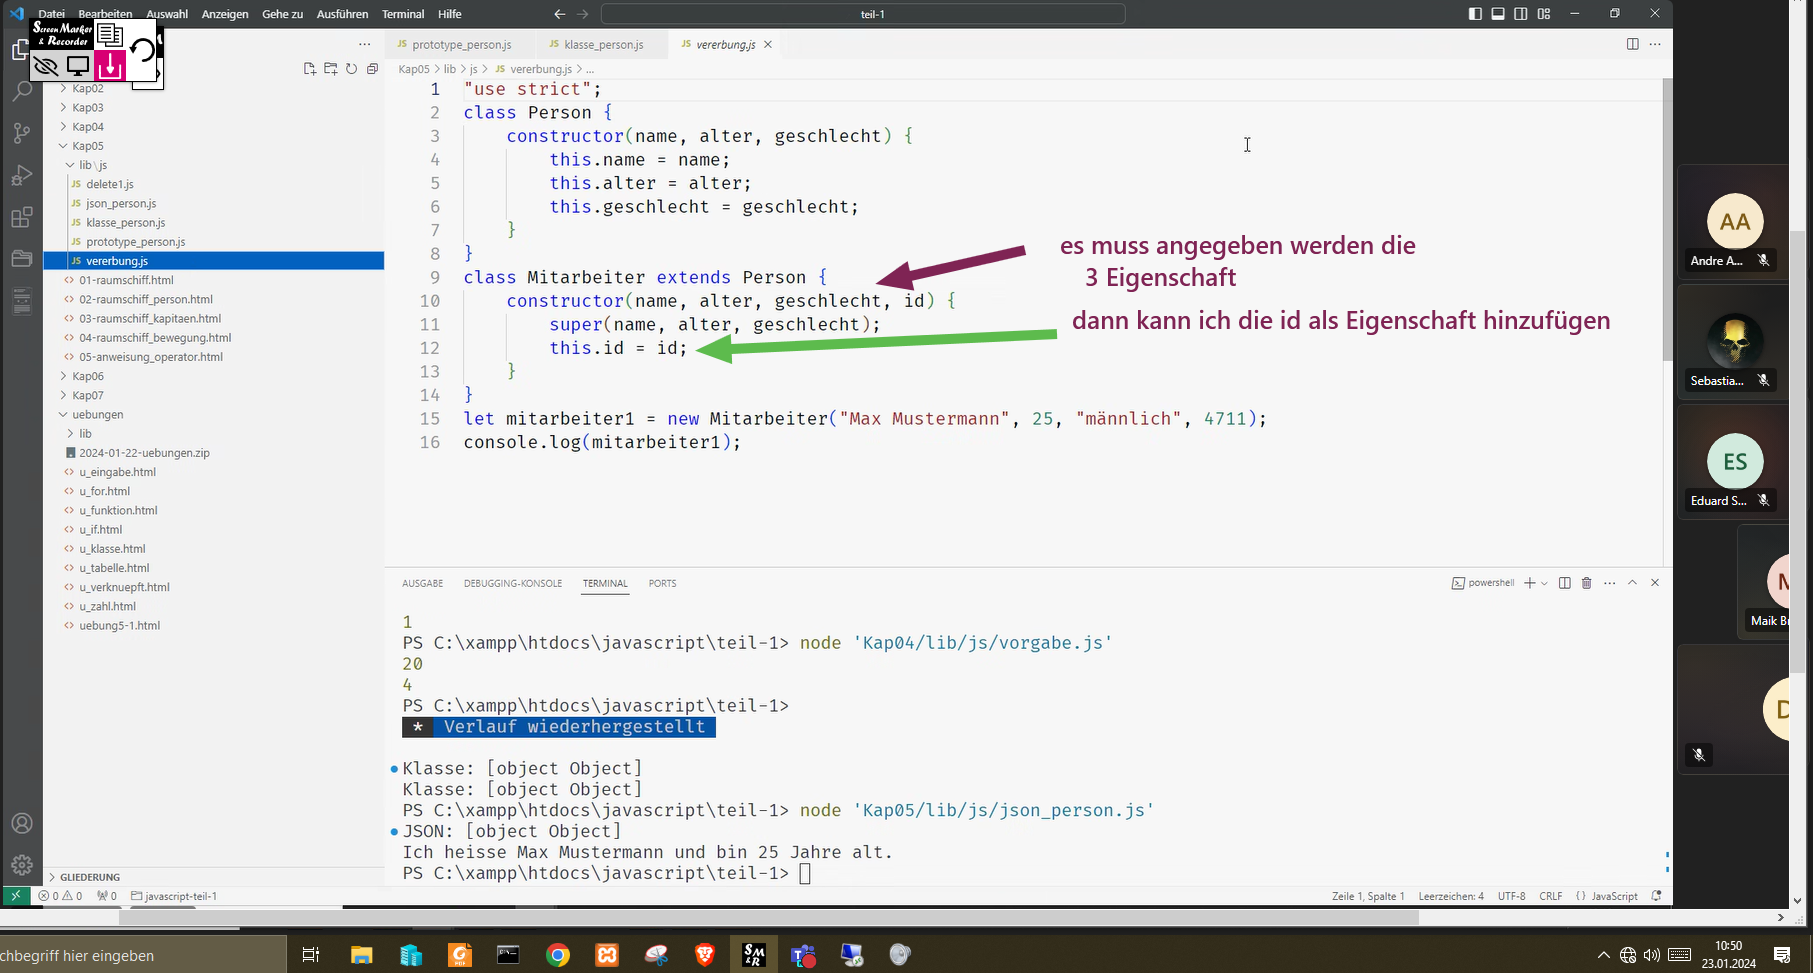 Datei Bearbeiten Auswahl Anzeigen Gehe zu Ausführen Terminal Hilfe
teil-1
Screen Marker
& Recorder
prototype_person.js
klasse_person.js
vererbung.js
Kap05 > lib > js > JS vererbung.js > ...
Kap02
Kap03
Kap04
Kap05
lib \ js
JS delete1.js
JS json_person.js
JS klasse_person.js
JS prototype_person.js
JS vererbung.js
01-raumschiff.html
02-raumschiff_person.html
03-raumschiff_kapitaen.html
04-raumschiff_bewegung.html
05-anweisung_operator.html
Kap06
Kap07
uebungen
lib
2024-01-22-uebungen.zip
u_eingabe.html
u_for.html
u_funktion.html
u_if.html
u_klasse.html
u_tabelle.html
u_verknuepft.html
u_zahl.html
uebung5-1.html
GLIEDERUNG
1 "use strict";
2 class Person {
3 constructor(name, alter, geschlecht) {
4 this.name = name;
5 this.alter = alter;
6 this.geschlecht = geschlecht;
7 }
8 }
9 class Mitarbeiter extends Person {
10 constructor(name, alter, geschlecht, id) {
11 super(name, alter, geschlecht);
12 this.id = id;
13 }
14 }
15 let mitarbeiter1 = new Mitarbeiter("Max Mustermann", 25, "männlich", 4711);
16 console.log(mitarbeiter1);
es muss angegeben werden die
3 Eigenschaft
dann kann ich die id als Eigenschaft hinzufügen
AUSGABE DEBUGGING-KONSOLE TERMINAL PORTS
powershell
1
PS C:\xampp\htdocs\javascript\teil-1> node 'Kap04/lib/js/vorgabe.js'
20
4
PS C:\xampp\htdocs\javascript\teil-1>
* Verlauf wiederhergestellt
Klasse: [object Object]
Klasse: [object Object]
PS C:\xampp\htdocs\javascript\teil-1> node 'Kap05/lib/js/json_person.js'
JSON: [object Object]
Ich heisse Max Mustermann und bin 25 Jahre alt.
PS C:\xampp\htdocs\javascript\teil-1>
0 0 0 javascript-teil-1
Zeile 1, Spalte 1 Leerzeichen: 4 UTF-8 CRLF {} JavaScript
AA
Andre A...
Sebastia...
ES
Eduard S...
M
Maik B
D
chbegriff hier eingeben
10:50
23.01.2024